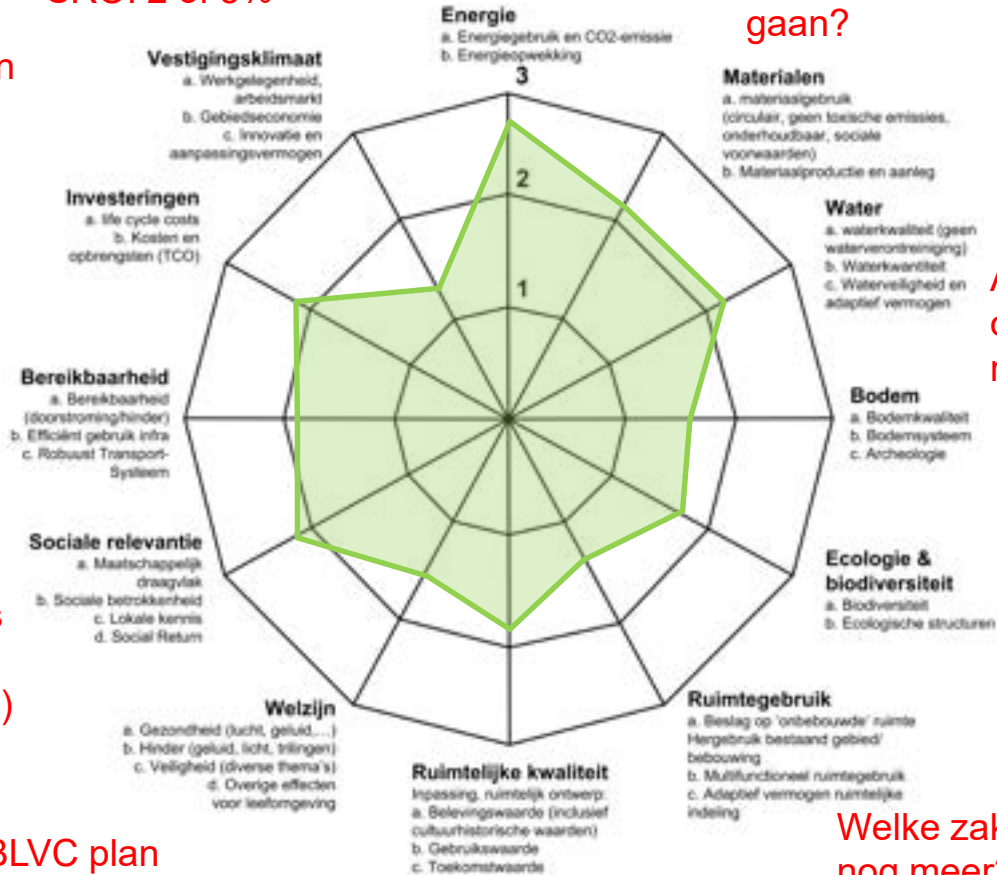 gaan?
Energie
a. Energiegebruik en CO2-emissie
b. Energieopwekking
3
2
1
Materialen
a. materiaalgebruik
(circulair, geen toxische emissies,
onderhoudbaar, sociale
voorwaarden)
b. Materiaalproductie en aanleg
Water
a. waterkwaliteit (geen
waterverontreiniging)
b. Waterkwantiteit
c. Waterveiligheid en
adaptief vermogen
Bodem
a. Bodemkwaliteit
b. Bodemsysteem
c. Archeologie
Ecologie &
biodiversiteit
a. Biodiversiteit
b. Ecologische structuren
Ruimtegebruik
a. Beslag op 'onbebouwde' ruimte
Hergebruik bestaand gebied/
bebouwing
b. Multifunctioneel ruimtegebruik
c. Adaptief vermogen ruimtelijke
indeling
Welke zak
nog meer?
Ruimtelijke kwaliteit
Inpassing, ruimtelijk ontwerp:
a. Belevingswaarde (inclusief
cultuurhistorische waarden)
b. Gebruikswaarde
c. Toekomstwaarde
Welzijn
a. Gezondheid (lucht, geluid,...)
b. Hinder (geluid, licht, trilingen)
c. Veiligheid (diverse thema's)
d. Overige effecten
voor leefomgeving
BLVC plan
Sociale relevantie
a. Maatschappelijk
draagvlak
b. Sociale betrokkenheid
c. Lokale kennis
d. Social Return
s
)
Bereikbaarheid
a. Bereikbaarheid
(doorstroming/hinder)
b. Efficiënt gebruik infra
c. Robuust Transport-
Systeem
Investeringen
a. life cycle costs
b. Kosten en
opbrengsten (TCO)
Vestigingsklimaat
a. Werkgelegenheid,
arbeidsmarkt
b. Gebiedseconomie
c. Innovatie en
aanpassingsvermogen
n